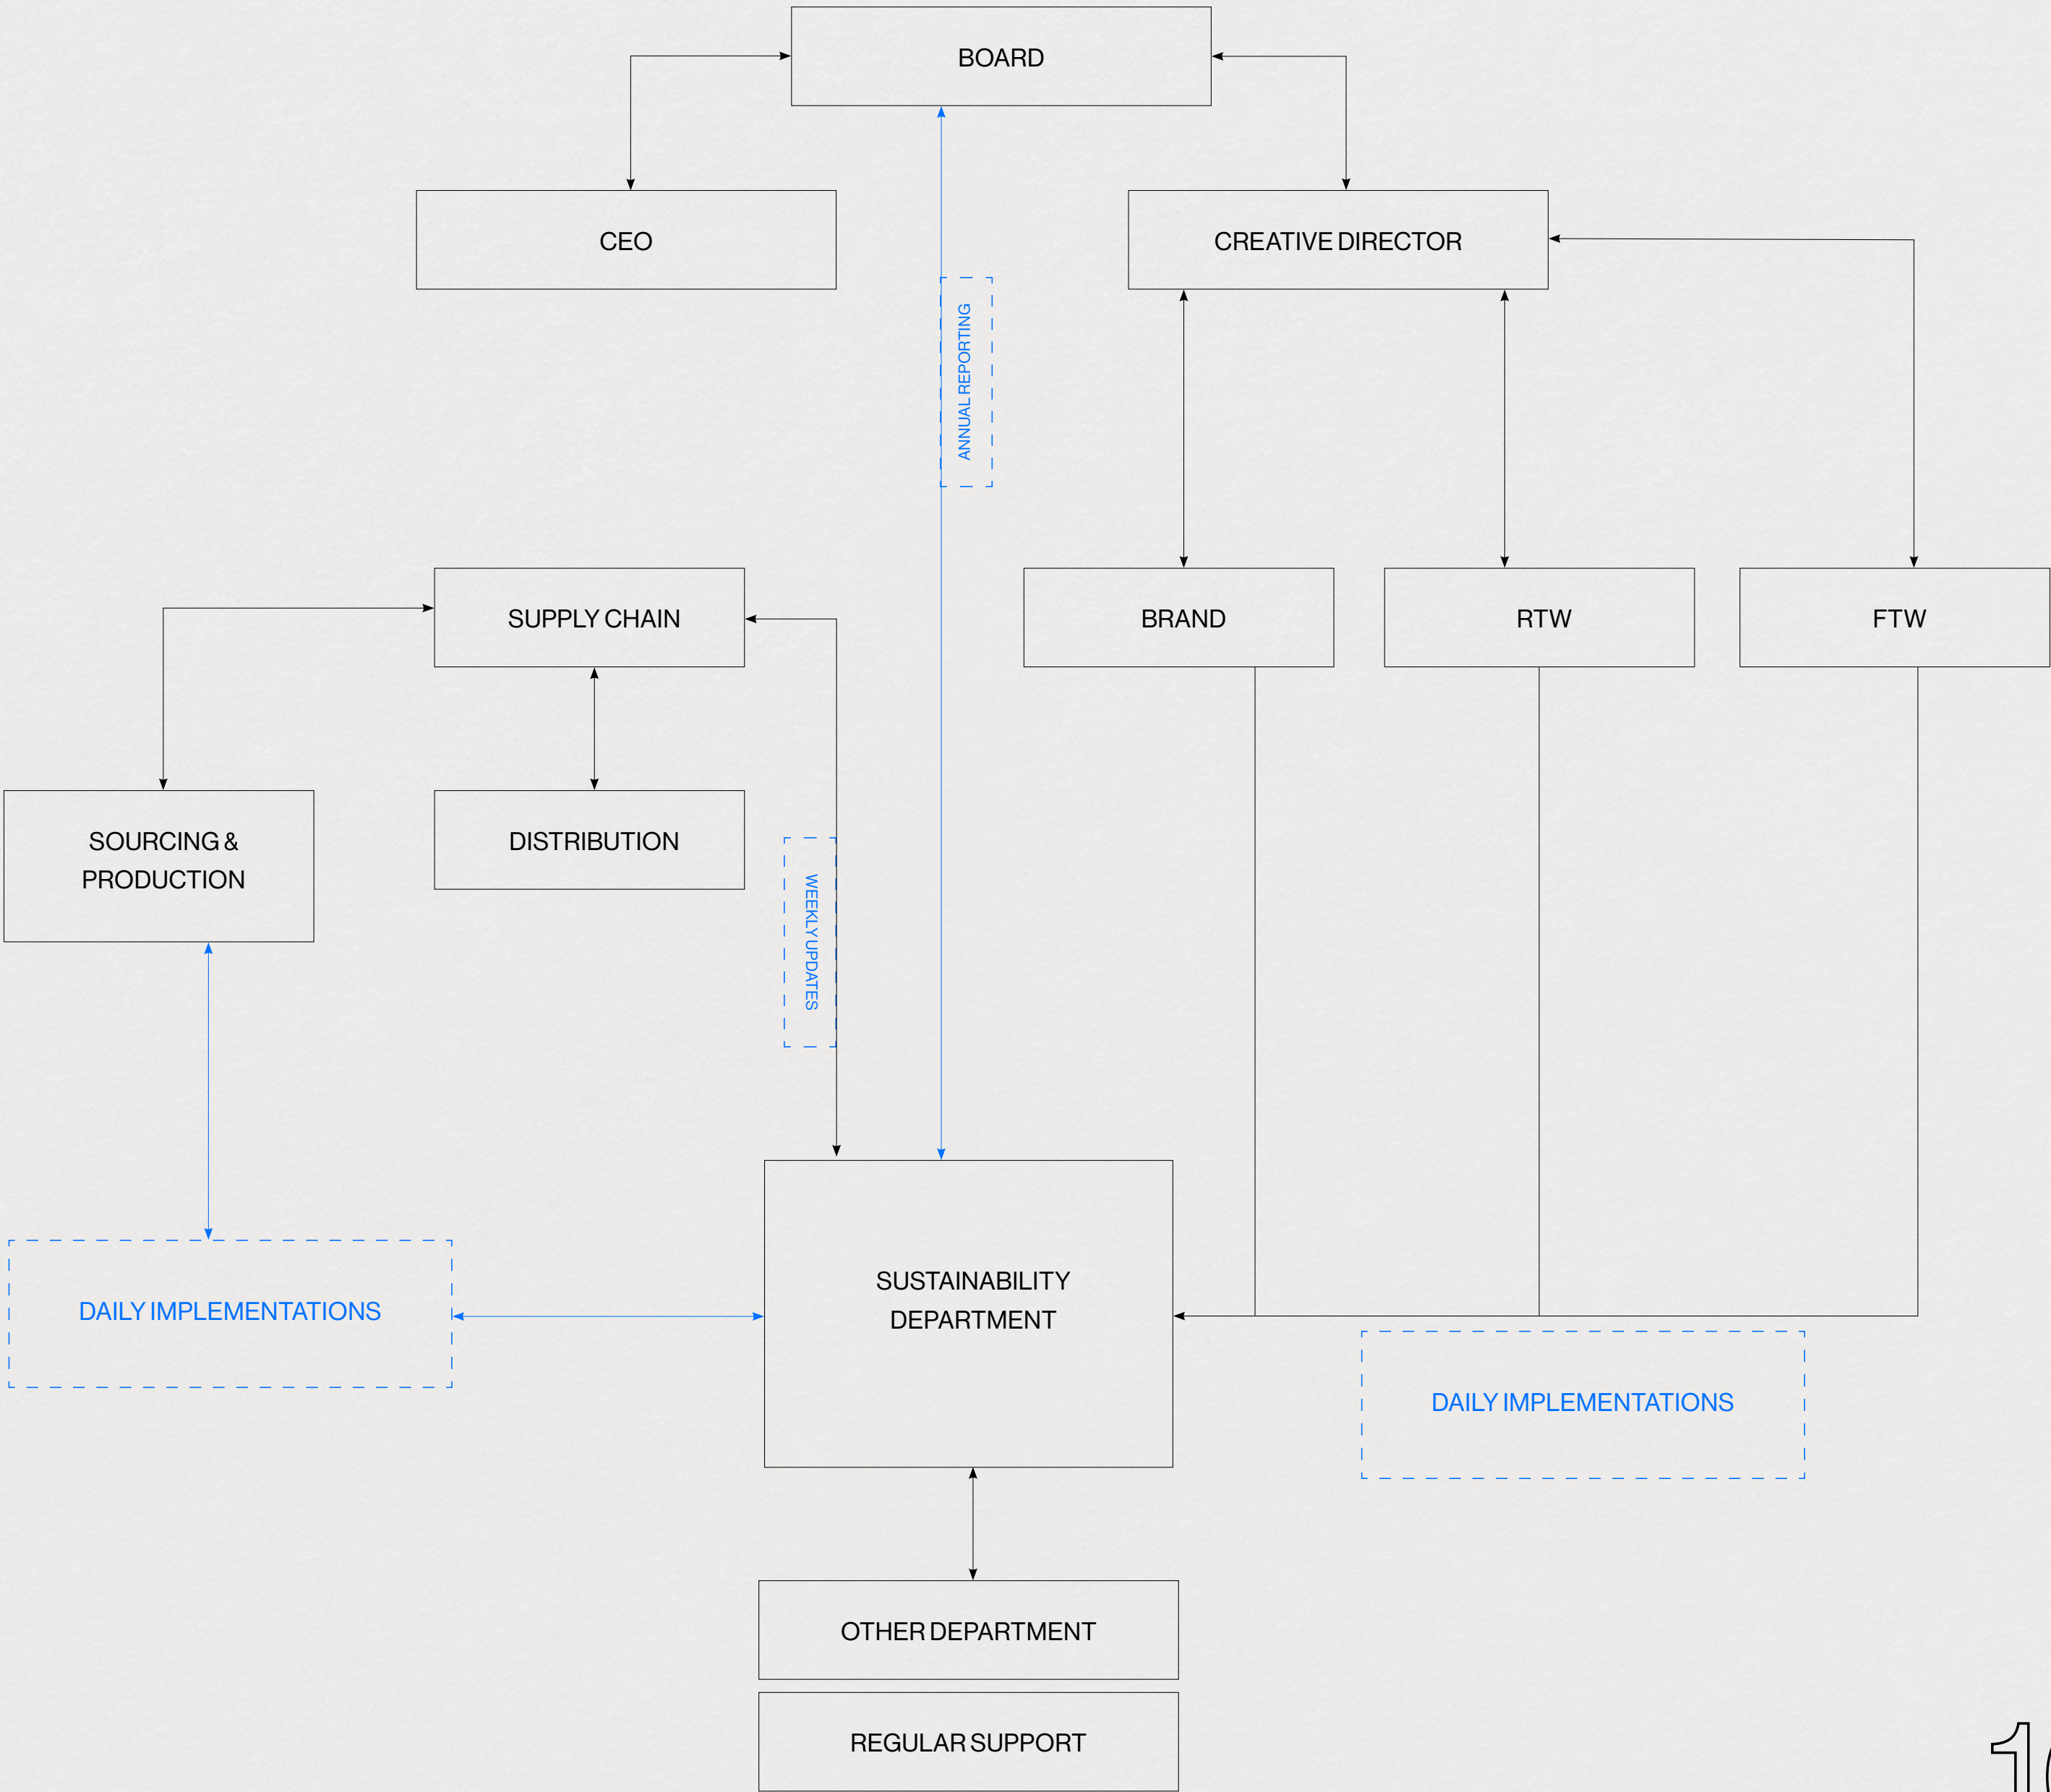 BOARD
CEO
CREATIVE DIRECTOR
ANNUAL REPORTING
SUPPLY CHAIN
BRAND
RTW
FTW
SOURCING &
PRODUCTION
DISTRIBUTION
WEEKLY UPDATES
SUSTAINABILITY
DEPARTMENT
DAILY IMPLEMENTATIONS
DAILY IMPLEMENTATIONS
OTHER DEPARTMENT
REGULAR SUPPORT